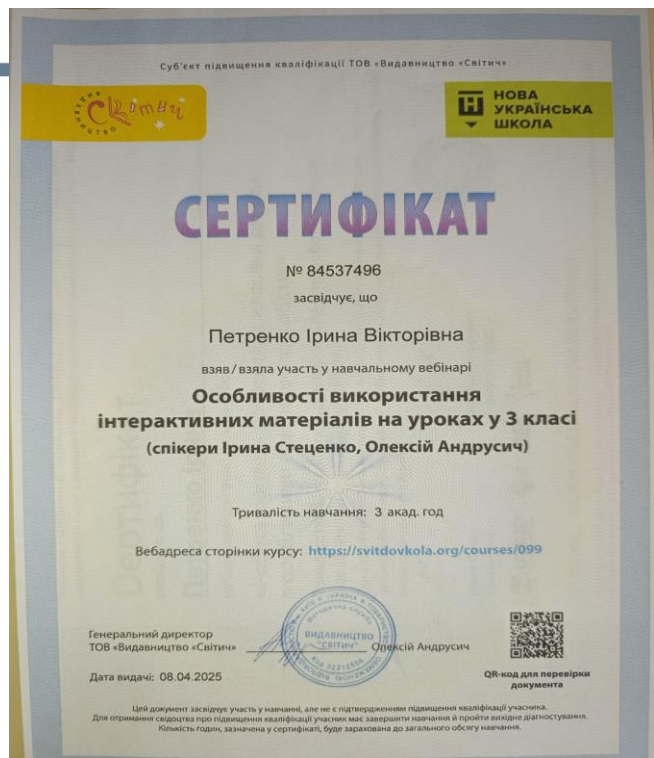 Суб'єкт підвищення кваліфікації ТОВ «Видавництво «Світич»
Світич
ВИДАВНИЦТВО
НОВА
УКРАЇНСЬКА
ШКОЛА
СЕРТИФІКАТ
№ 84537496
засвідчує, що
Петренко Ірина Вікторівна
взяв/взяла участь у навчальному вебінарі
Особливості використання
інтерактивних матеріалів на уроках у 3 класі
(спікери Ірина Стеценко, Олексій Андрусич)
Тривалість навчання: 3 акад. год
Вебадреса сторінки курсу: https://svitdovkola.org/courses/099
Генеральний директор
ТОВ «Видавництво «Світич»
Олексій Андрусич
ВИДАВНИЦТВО
"СВІТИЧ"
Дата видачі: 08.04.2025
QR-код для перевірки
документа
Цей документ засвідчує участь у навчанні, але не є підтвердженням підвищення кваліфікації учасника.
Для отримання свідоцтва про підвищення кваліфікації учасник має завершити навчання й пройти вихідне діагностування.
Кількість годин, зазначена у сертифікаті, буде зарахована до загального обсягу навчання.